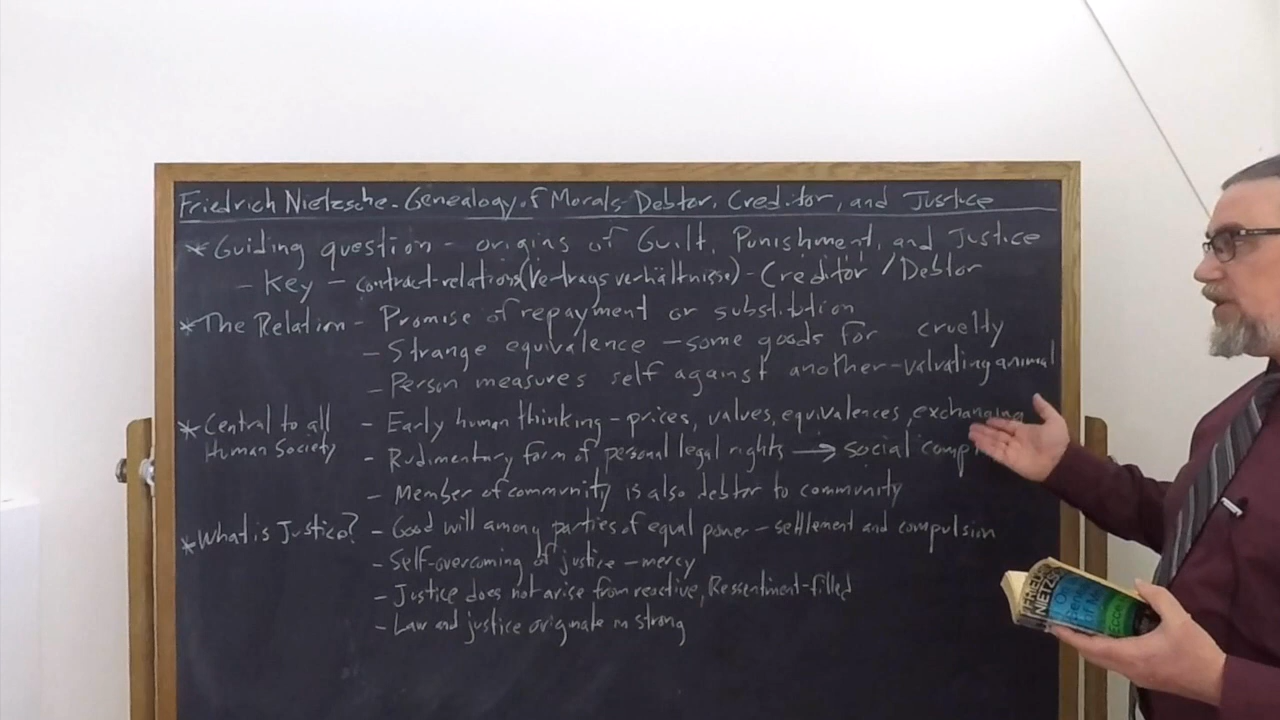 Friedrich Nietzsche - Genealogy of Morals - Debtor, Creditor, and Justice
* Guiding question - origins of Guilt, Punishment, and Justice
- Key - contract-relations (Vertragsverhältnisse) - Creditor / Debtor
* The Relation - Promise of repayment or substitution
- Strange equivalence - some goods for cruelty
- Person measures self against another - valuating animal
* Central to all Human Society - Early human thinking - prices, values, equivalences, exchanging
- Rudimentary form of personal legal rights → social
- Member of community is also debtor to community
* What is Justice? - Good will among parties of equal power - settlement and compulsion
- Self-overcoming of justice - mercy
- Justice does not arise from reactive, Ressentiment-filled
- Law and justice originate in strong
FRIEDRICH
NIETZSCHE
On